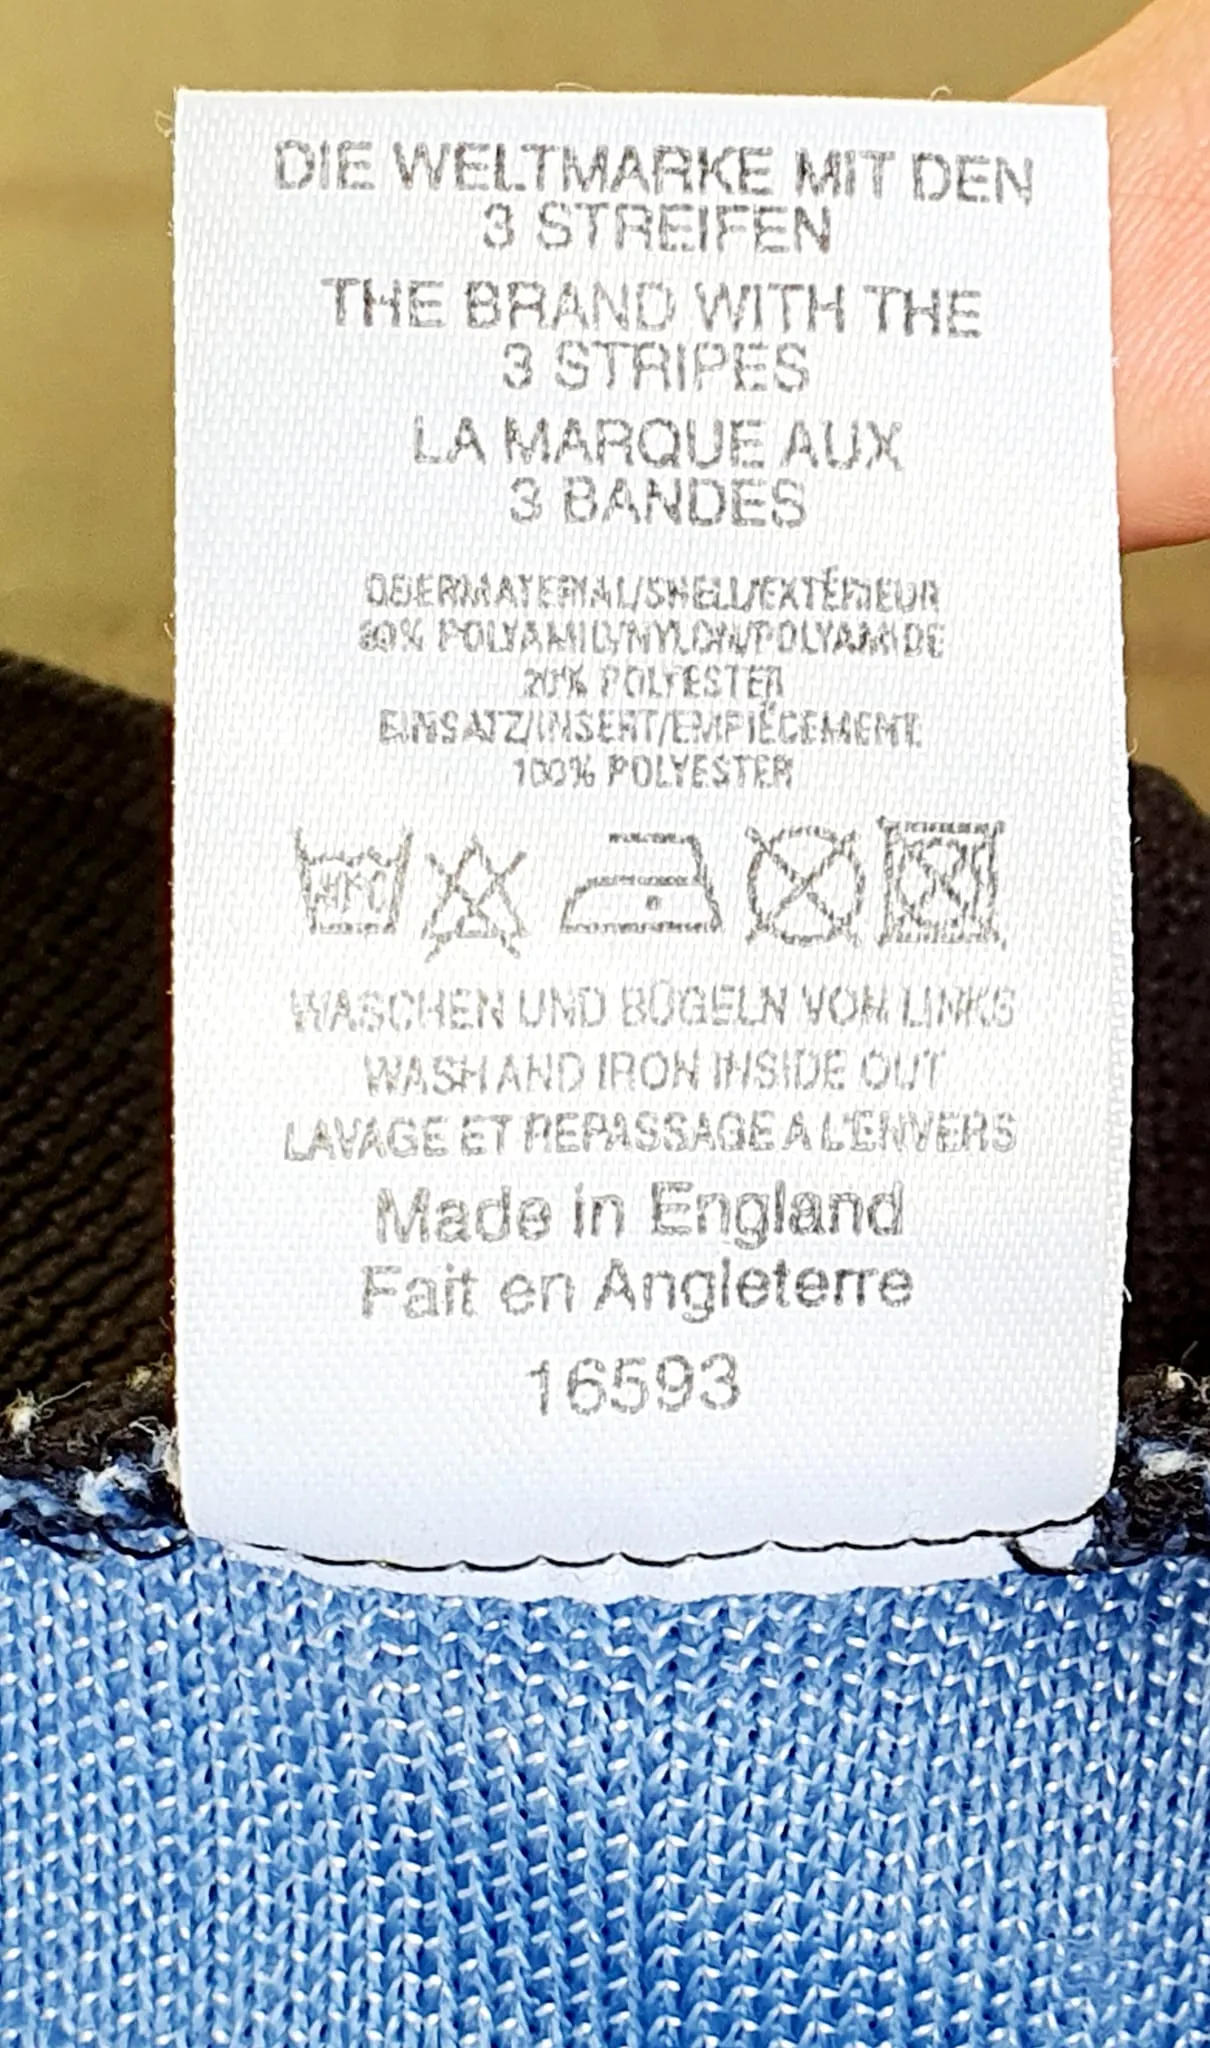 DIE WELTMARKE MIT DEN
3 STREIFEN
THE BRAND WITH THE
3 STRIPES
LA MARQUE AUX
3 BANDES
OBERMATERIAL/SHELL/EXTÉRIEUR
80% POLYAMID/NYLON/POLYAMIDE
20% POLYESTER
EINSATZ/INSERT/EMPIÈCEMENT
100% POLYESTER
WASCHEN UND BÜGELN VON LINKS
WASH AND IRON INSIDE OUT
LAVAGE ET REPASSAGE A L'ENVERS
Made in England
Fait en Angleterre
16593